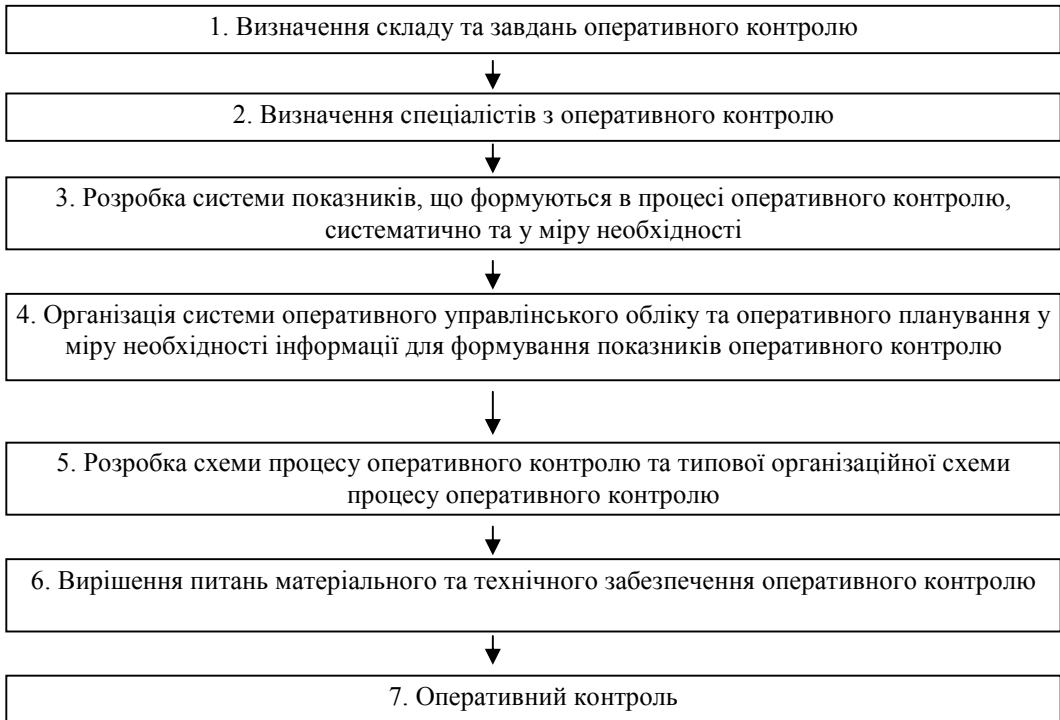 1. Визначення складу та завдань оперативного контролю
2. Визначення спеціалістів з оперативного контролю
3. Розробка системи показників, що формуються в процесі оперативного контролю,
систематично та у міру необхідності
4. Організація системи оперативного управлінського обліку та оперативного планування у
міру необхідності інформації для формування показників оперативного контролю
5. Розробка схеми процесу оперативного контролю та типової організаційної схеми
процесу оперативного контролю
6. Вирішення питань матеріального та технічного забезпечення оперативного контролю
7. Оперативний контроль